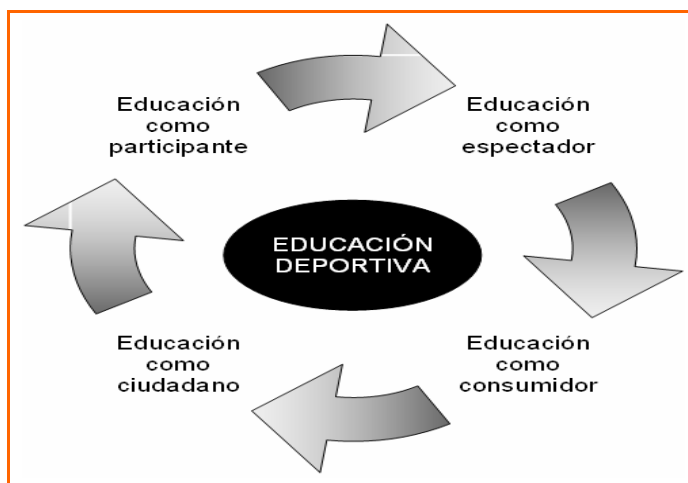 Educación
como
participante
Educación
como
espectador
EDUCACIÓN
DEPORTIVA
Educación
como
ciudadano
Educación
como
consumidor